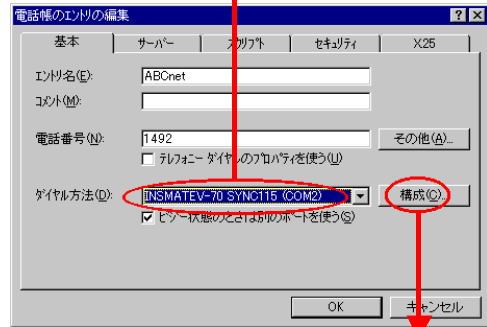 電話帳のエントリの編集
基本 サーバー スクリプト セキュリティ X25
エントリ名(E): ABCnet
コメント(M):
電話番号(N): 1492 その他(A)...
テレフォニー ダイヤルのプロパティを使う(U)
ダイヤル方法(D): INSMATEV-70 SYNC115 (COM2) 構成(C)...
ビジー状態のときは別のポートを使う(S)
OK キャンセル